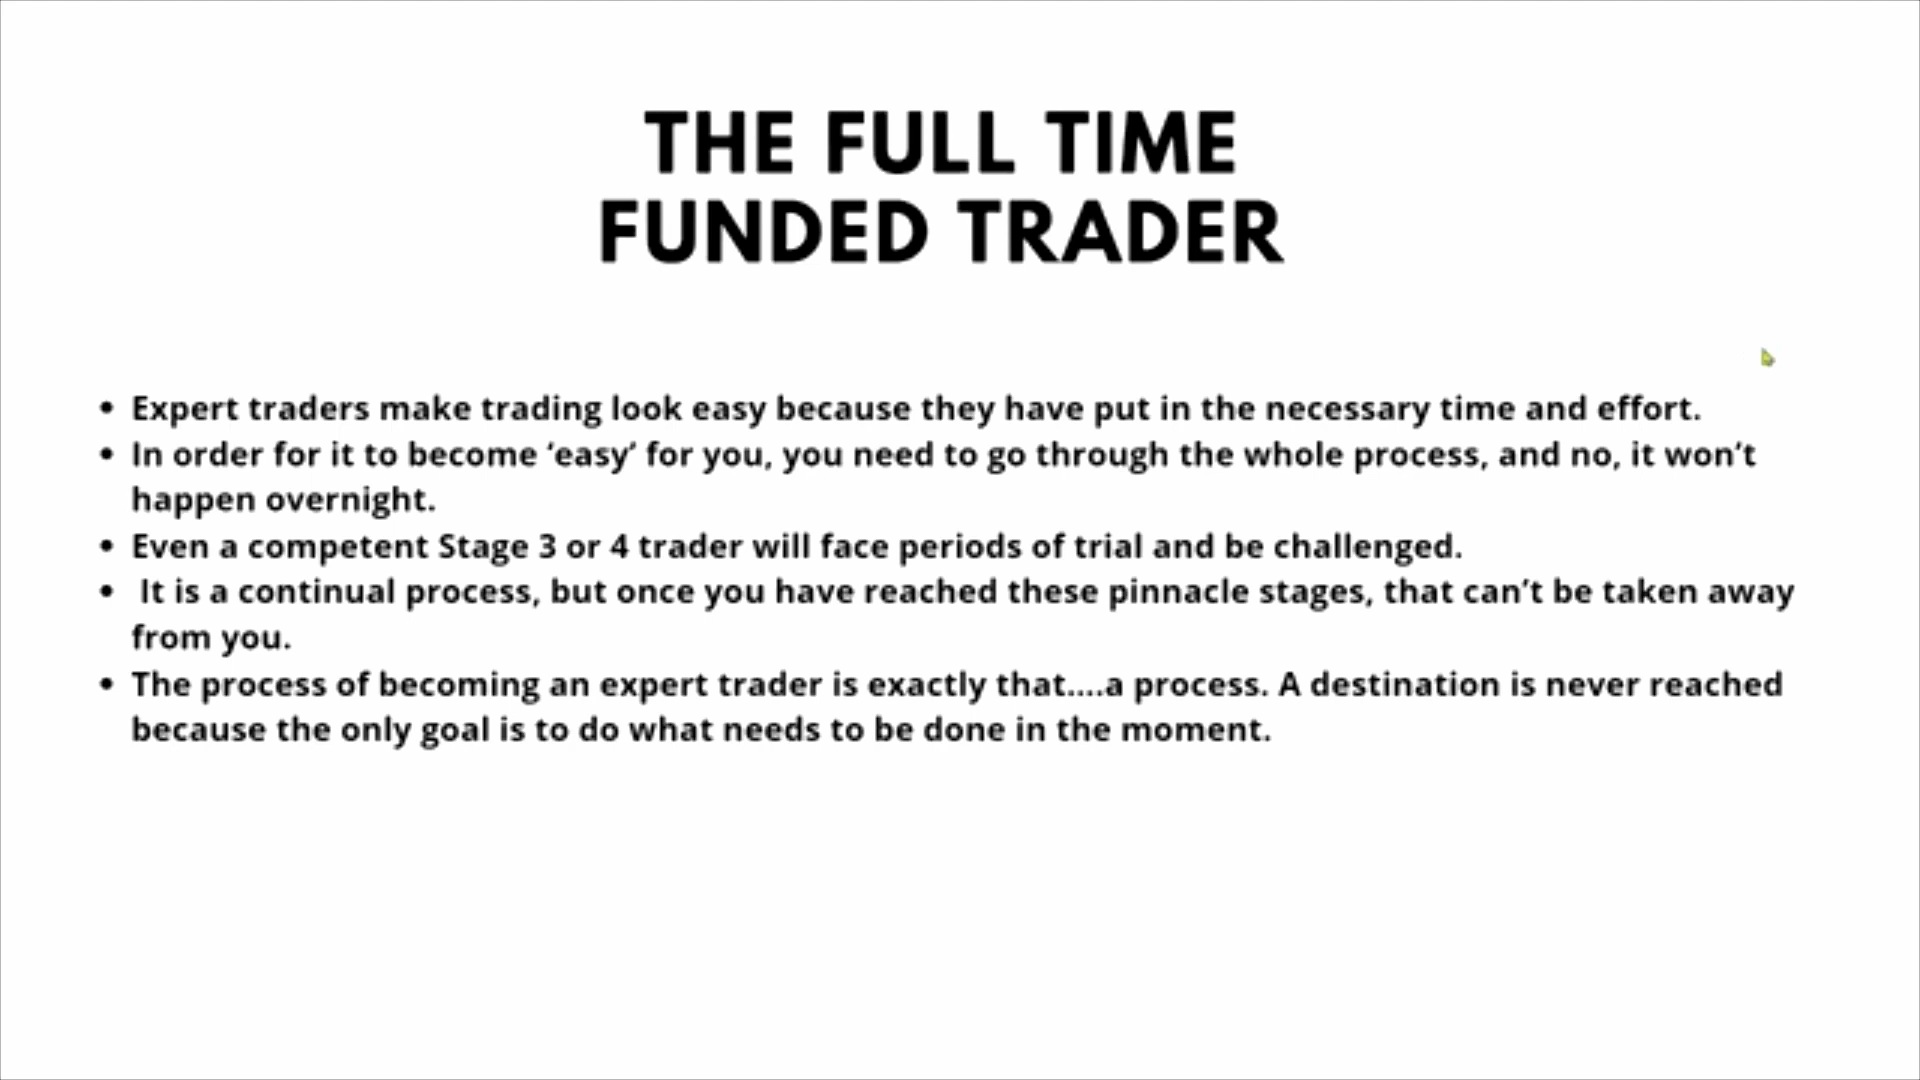 THE FULL TIME
FUNDED TRADER
• Expert traders make trading look easy because they have put in the necessary time and effort.
• In order for it to become ‘easy’ for you, you need to go through the whole process, and no, it won’t
happen overnight.
• Even a competent Stage 3 or 4 trader will face periods of trial and be challenged.
• It is a continual process, but once you have reached these pinnacle stages, that can’t be taken away
from you.
• The process of becoming an expert trader is exactly that....a process. A destination is never reached
because the only goal is to do what needs to be done in the moment.